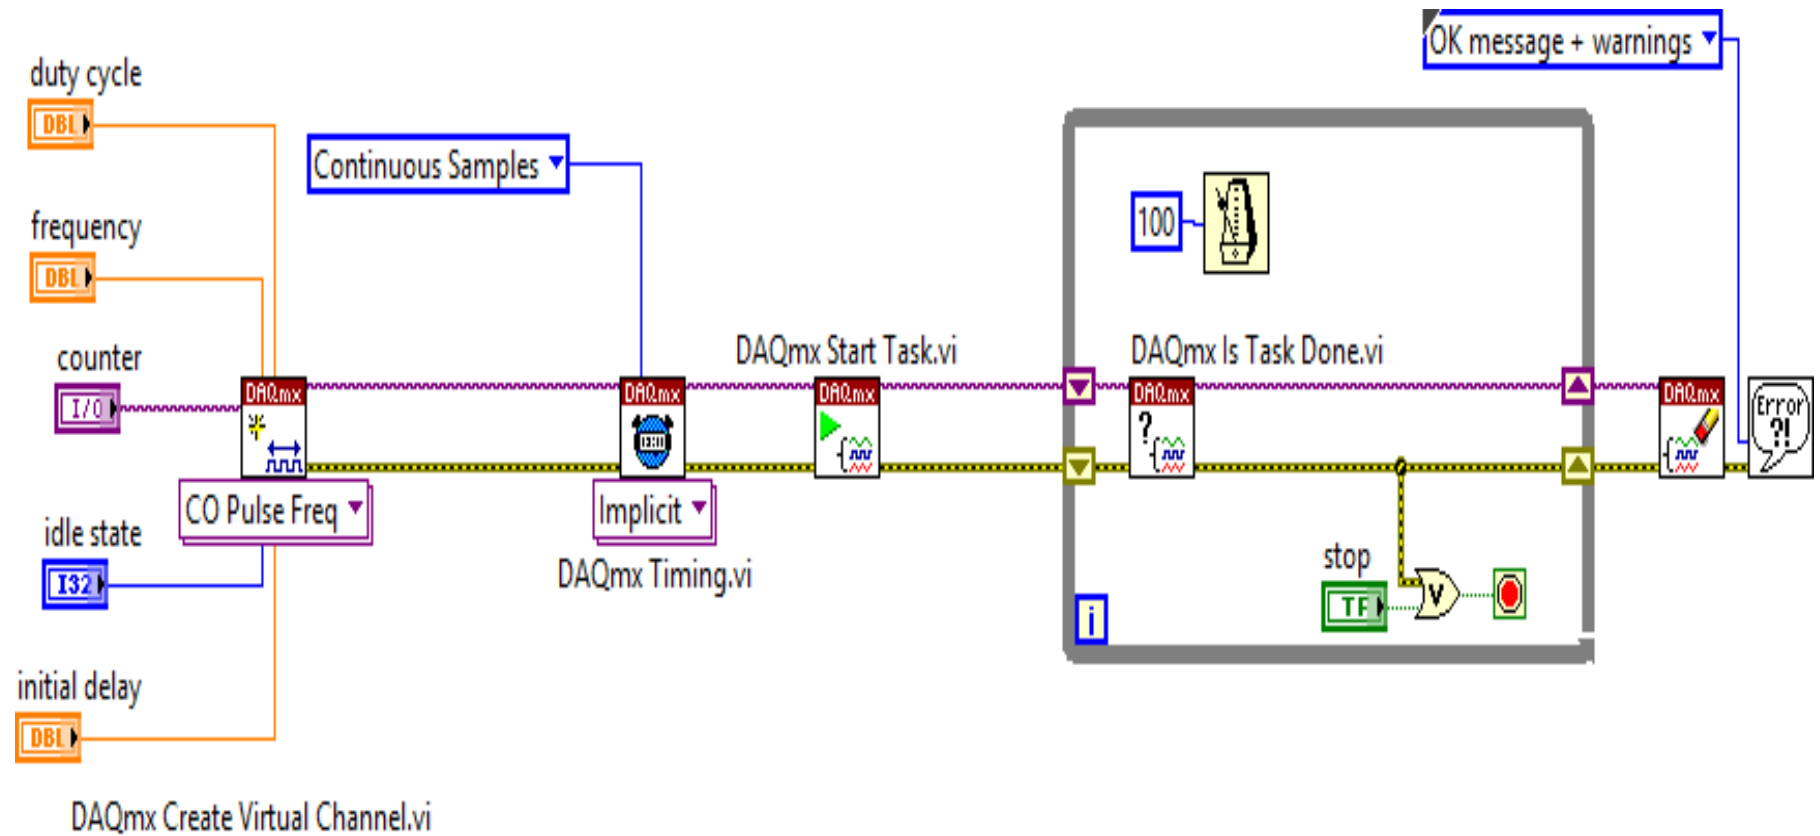 OK message + warnings
duty cycle
DBL
Continuous Samples
100
frequency
DBL
DAQmx Start Task.vi
DAQmx Is Task Done.vi
counter
I/O
DAQmx
DAQmx
DAQmx
DAQmx
DAQmx
Error
?!
?
CO Pulse Freq
Implicit
idle state
I32
DAQmx Timing.vi
stop
TF
V
i
initial delay
DBL
DAQmx Create Virtual Channel.vi